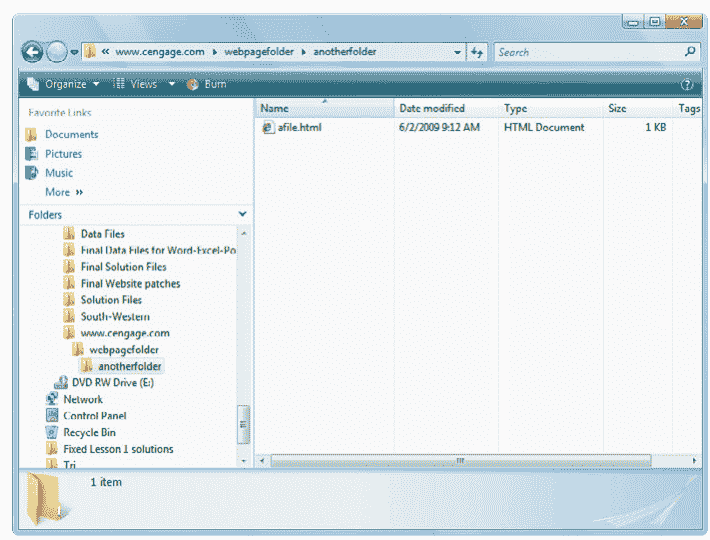 « www.cengage.com ▸ webpagefolder ▸ anotherfolder Search
Organize Views Burn
Favorite Links
Documents
Pictures
Music
More »
Folders
Data Files
Final Data Files for Word-Excel-Po
Final Solution Files
Final Website patches
Solution Files
South-Western
www.cengage.com
webpagefolder
anotherfolder
DVD RW Drive (E:)
Network
Control Panel
Recycle Bin
Fixed Lesson 1 solutions
Tri
Name Date modified Type Size Tags
afile.html 6/2/2009 9:12 AM HTML Document 1 KB
1 item